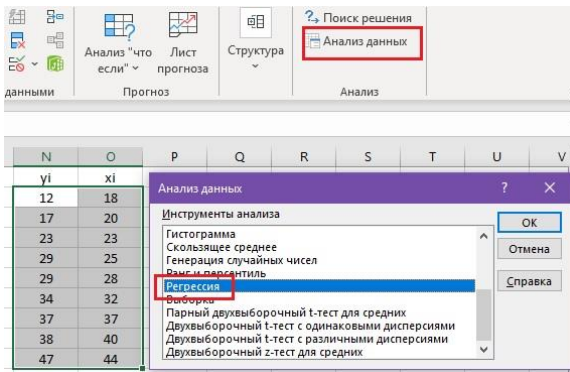 Поиск решения
Анализ "что если"
Лист прогноза
Структура
Анализ данных
данными
Прогноз
Анализ
N O P Q R S T U V
yi xi
12 18
17 20
23 23
29 25
29 28
34 32
37 37
38 40
47 44
Анализ данных ? ×
Инструменты анализа
Гистограмма
Скользящее среднее
Генерация случайных чисел
Ранг и персентиль
Регрессия
Выборка
Парный двухвыборочный t-тест для средних
Двухвыборочный t-тест с одинаковыми дисперсиями
Двухвыборочный t-тест с различными дисперсиями
Двухвыборочный z-тест для средних
ОК
Отмена
Справка